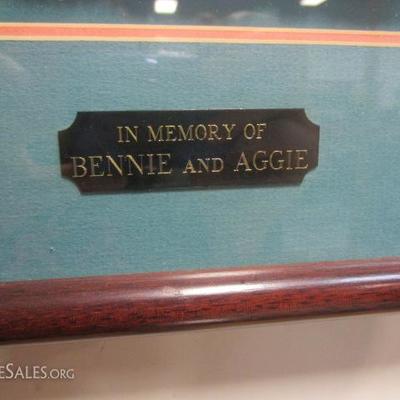 IN MEMORY OF
BENNIE AND AGGIE
eSales.org